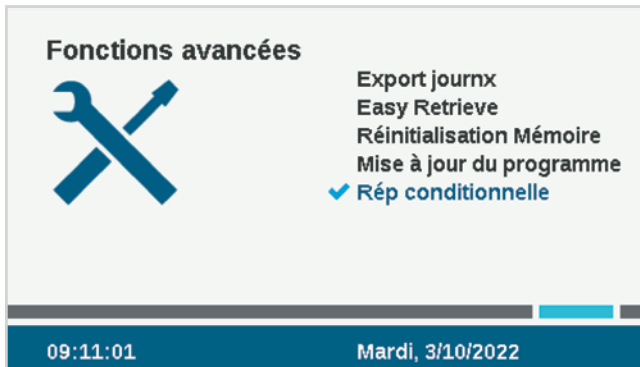 Fonctions avancées
Export journx
Easy Retrieve
Réinitialisation Mémoire
Mise à jour du programme
Rép conditionnelle
09:11:01
Mardi, 3/10/2022